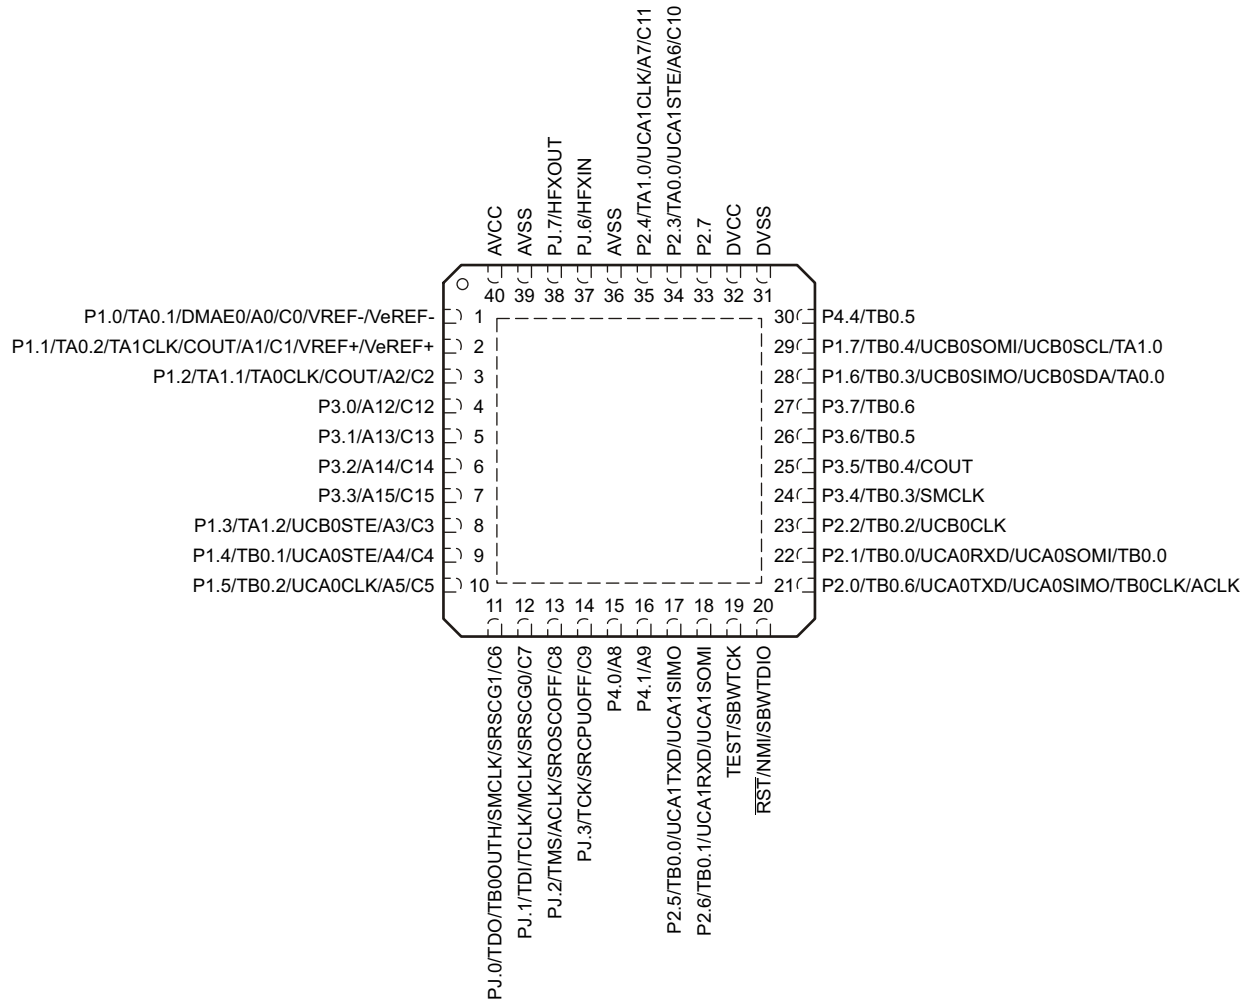 AVCC
AVSS
PJ.7/HFXOUT
PJ.6/HFXIN
AVSS
P2.4/TA1.0/UCA1CLK/A7/C11
P2.3/TA0.0/UCA1STE/A6/C10
P2.7
DVCC
DVSS
40 39 38 37 36 35 34 33 32 31
P1.0/TA0.1/DMAE0/A0/C0/VREF-/VeREF- 1
P1.1/TA0.2/TA1CLK/COUT/A1/C1/VREF+/VeREF+ 2
P1.2/TA1.1/TA0CLK/COUT/A2/C2 3
P3.0/A12/C12 4
P3.1/A13/C13 5
P3.2/A14/C14 6
P3.3/A15/C15 7
P1.3/TA1.2/UCB0STE/A3/C3 8
P1.4/TB0.1/UCA0STE/A4/C4 9
P1.5/TB0.2/UCA0CLK/A5/C5 10
30 P4.4/TB0.5
29 P1.7/TB0.4/UCB0SOMI/UCB0SCL/TA1.0
28 P1.6/TB0.3/UCB0SIMO/UCB0SDA/TA0.0
27 P3.7/TB0.6
26 P3.6/TB0.5
25 P3.5/TB0.4/COUT
24 P3.4/TB0.3/SMCLK
23 P2.2/TB0.2/UCB0CLK
22 P2.1/TB0.0/UCA0RXD/UCA0SOMI/TB0.0
21 P2.0/TB0.6/UCA0TXD/UCA0SIMO/TB0CLK/ACLK
11 12 13 14 15 16 17 18 19 20
PJ.0/TDO/TB0OUTH/SMCLK/SRSCG1/C6
PJ.1/TDI/TCLK/MCLK/SRSCG0/C7
PJ.2/TMS/ACLK/SROSCOFF/C8
PJ.3/TCK/SRCPUOFF/C9
P4.0/A8
P4.1/A9
P2.5/TB0.0/UCA1TXD/UCA1SIMO
P2.6/TB0.1/UCA1RXD/UCA1SOMI
TEST/SBWTCK
RST/NMI/SBWTDIO